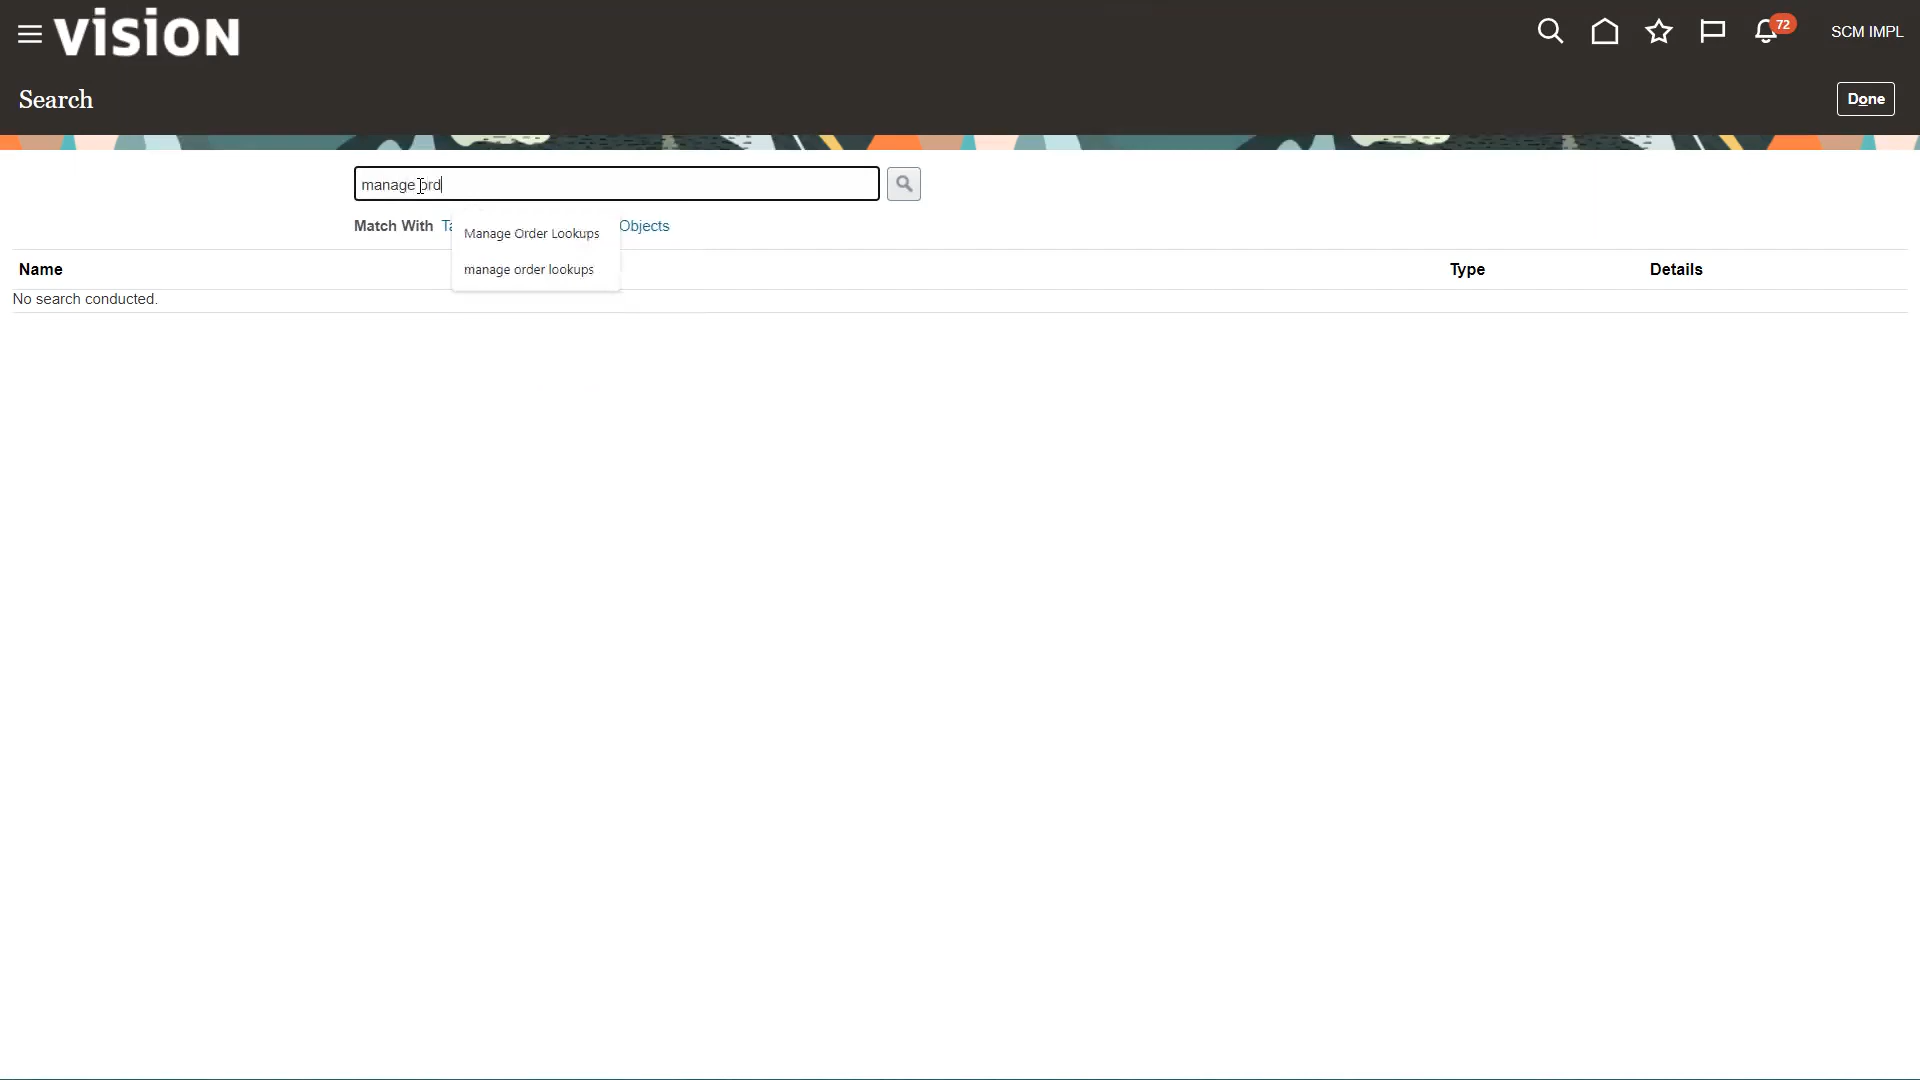 vision
72
SCM IMPL
Search
Done
manage ord
Match With Ta Objects
Manage Order Lookups
manage order lookups
Name Type Details
No search conducted.